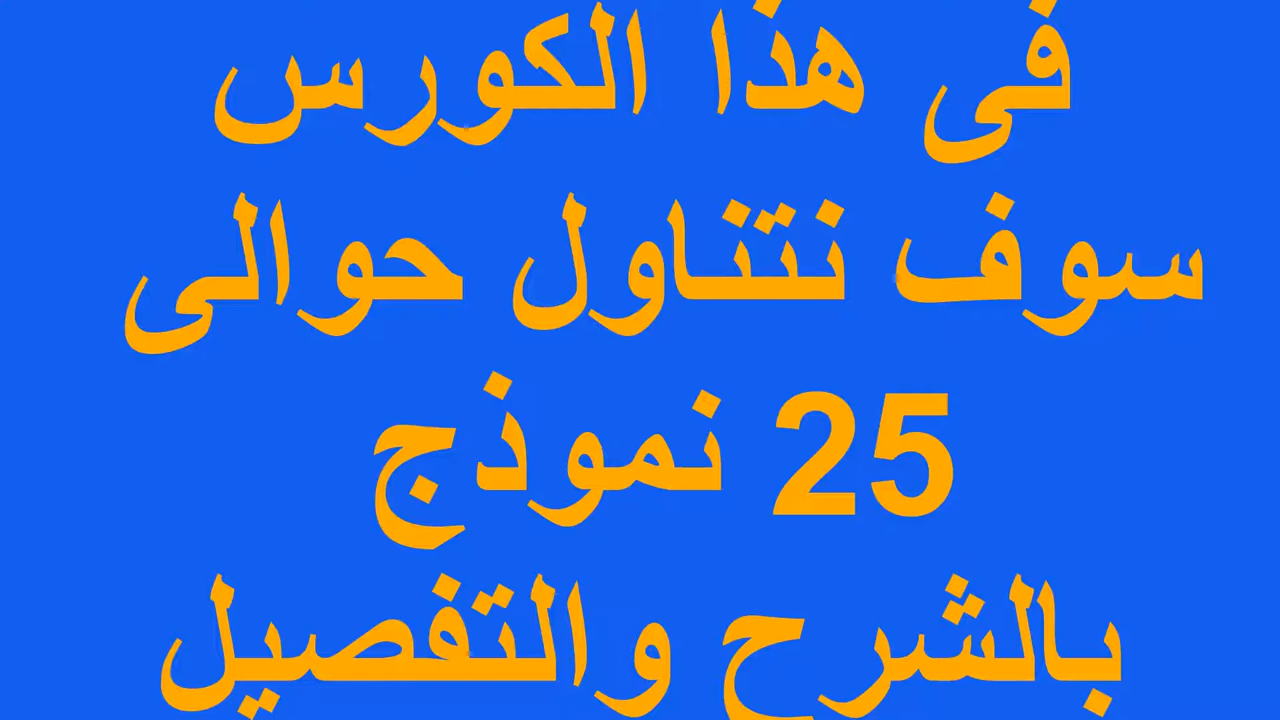 فى هذا الكورس
سوف نتناول حوالى
25 نموذج
بالشرح والتفصيل